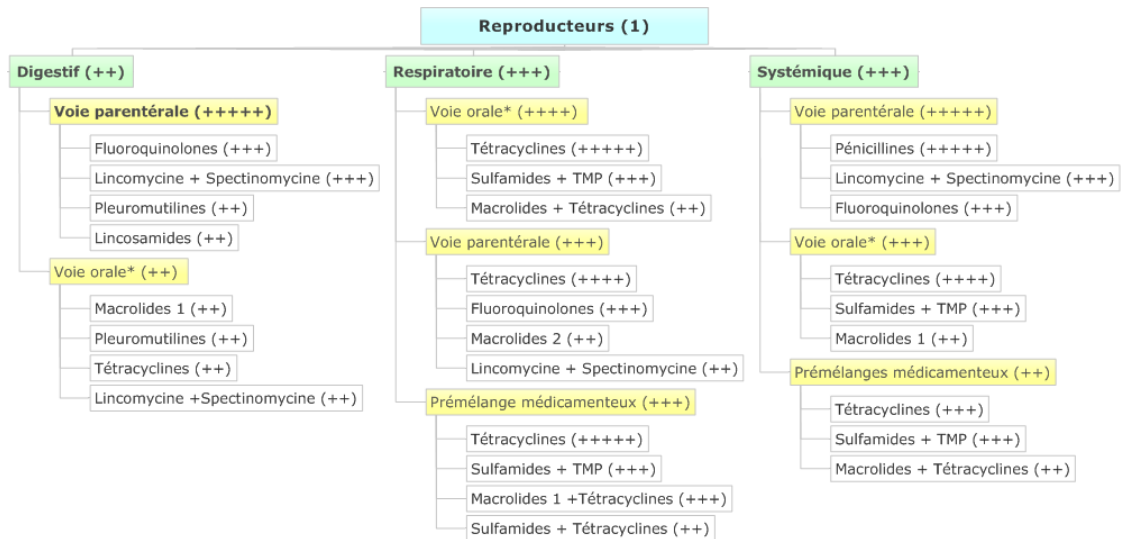 Reproducteurs (1)
Digestif (++)
Voie parentérale (+++++)
Fluoroquinolones (+++)
Lincomycine + Spectinomycine (+++)
Pleuromutilines (++)
Lincosamides (++)
Voie orale* (++)
Macrolides 1 (++)
Pleuromutilines (++)
Tétracyclines (++)
Lincomycine +Spectinomycine (++)
Respiratoire (+++)
Voie orale* (++++)
Tétracyclines (+++++)
Sulfamides + TMP (+++)
Macrolides + Tétracyclines (++)
Voie parentérale (+++)
Tétracyclines (++++)
Fluoroquinolones (+++)
Macrolides 2 (++)
Lincomycine + Spectinomycine (++)
Prémélange médicamenteux (+++)
Tétracyclines (+++++)
Sulfamides + TMP (+++)
Macrolides 1 +Tétracyclines (+++)
Sulfamides + Tétracyclines (++)
Systémique (+++)
Voie parentérale (+++++)
Pénicillines (+++++)
Lincomycine + Spectinomycine (+++)
Fluoroquinolones (+++)
Voie orale* (+++)
Tétracyclines (++++)
Sulfamides + TMP (+++)
Macrolides 1 (++)
Prémélanges médicamenteux (++)
Tétracyclines (+++)
Sulfamides + TMP (+++)
Macrolides + Tétracyclines (++)